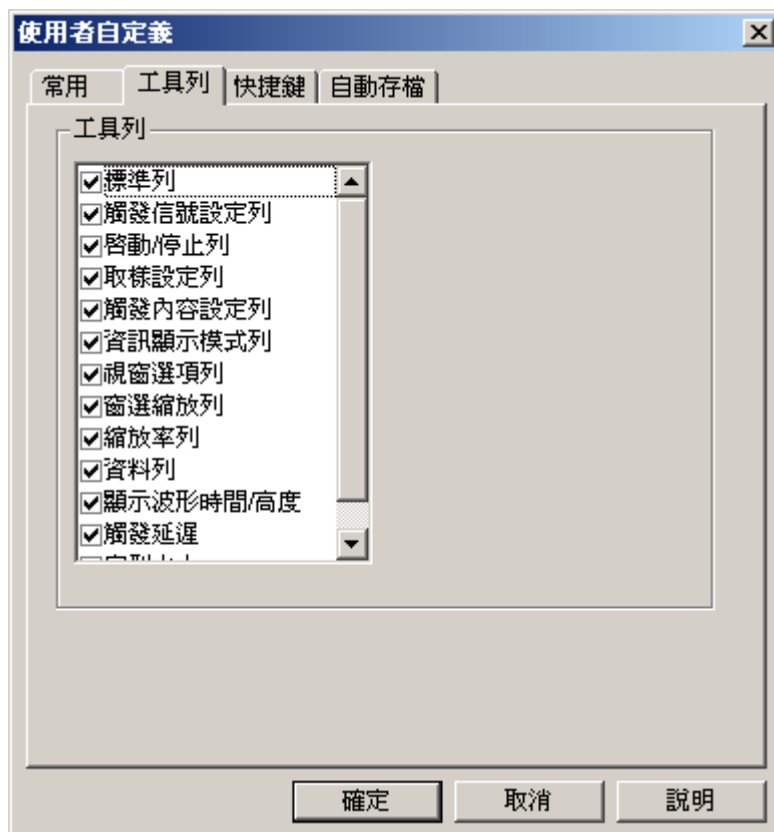 使用者自定義
常用 工具列 快捷鍵 自動存檔
工具列
標準列
觸發信號設定列
啓動/停止列
取樣設定列
觸發內容設定列
資訊顯示模式列
視窗選項列
窗選縮放列
縮放率列
資料列
顯示波形時間/高度
觸發延遲
確定 取消 說明